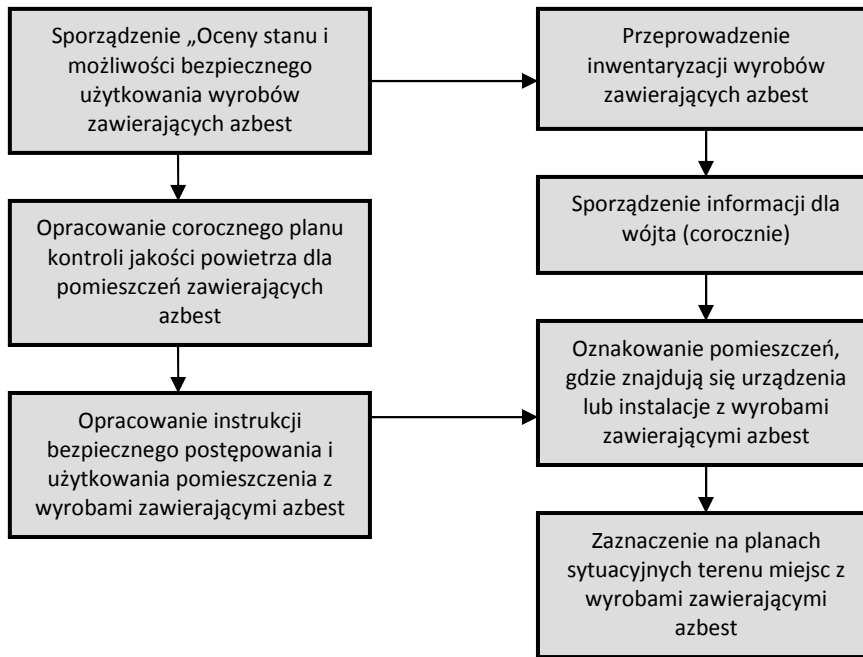 Sporządzenie „Oceny stanu i
możliwości bezpiecznego
użytkowania wyrobów
zawierających azbest
Przeprowadzenie
inwentaryzacji wyrobów
zawierających azbest
Opracowanie corocznego planu
kontroli jakości powietrza dla
pomieszczeń zawierających
azbest
Sporządzenie informacji dla
wójta (corocznie)
Opracowanie instrukcji
bezpiecznego postępowania i
użytkowania pomieszczenia z
wyrobami zawierającymi azbest
Oznakowanie pomieszczeń,
gdzie znajdują się urządzenia
lub instalacje z wyrobami
zawierającymi azbest
Zaznaczenie na planach
sytuacyjnych terenu miejsc z
wyrobami zawierającymi
azbest